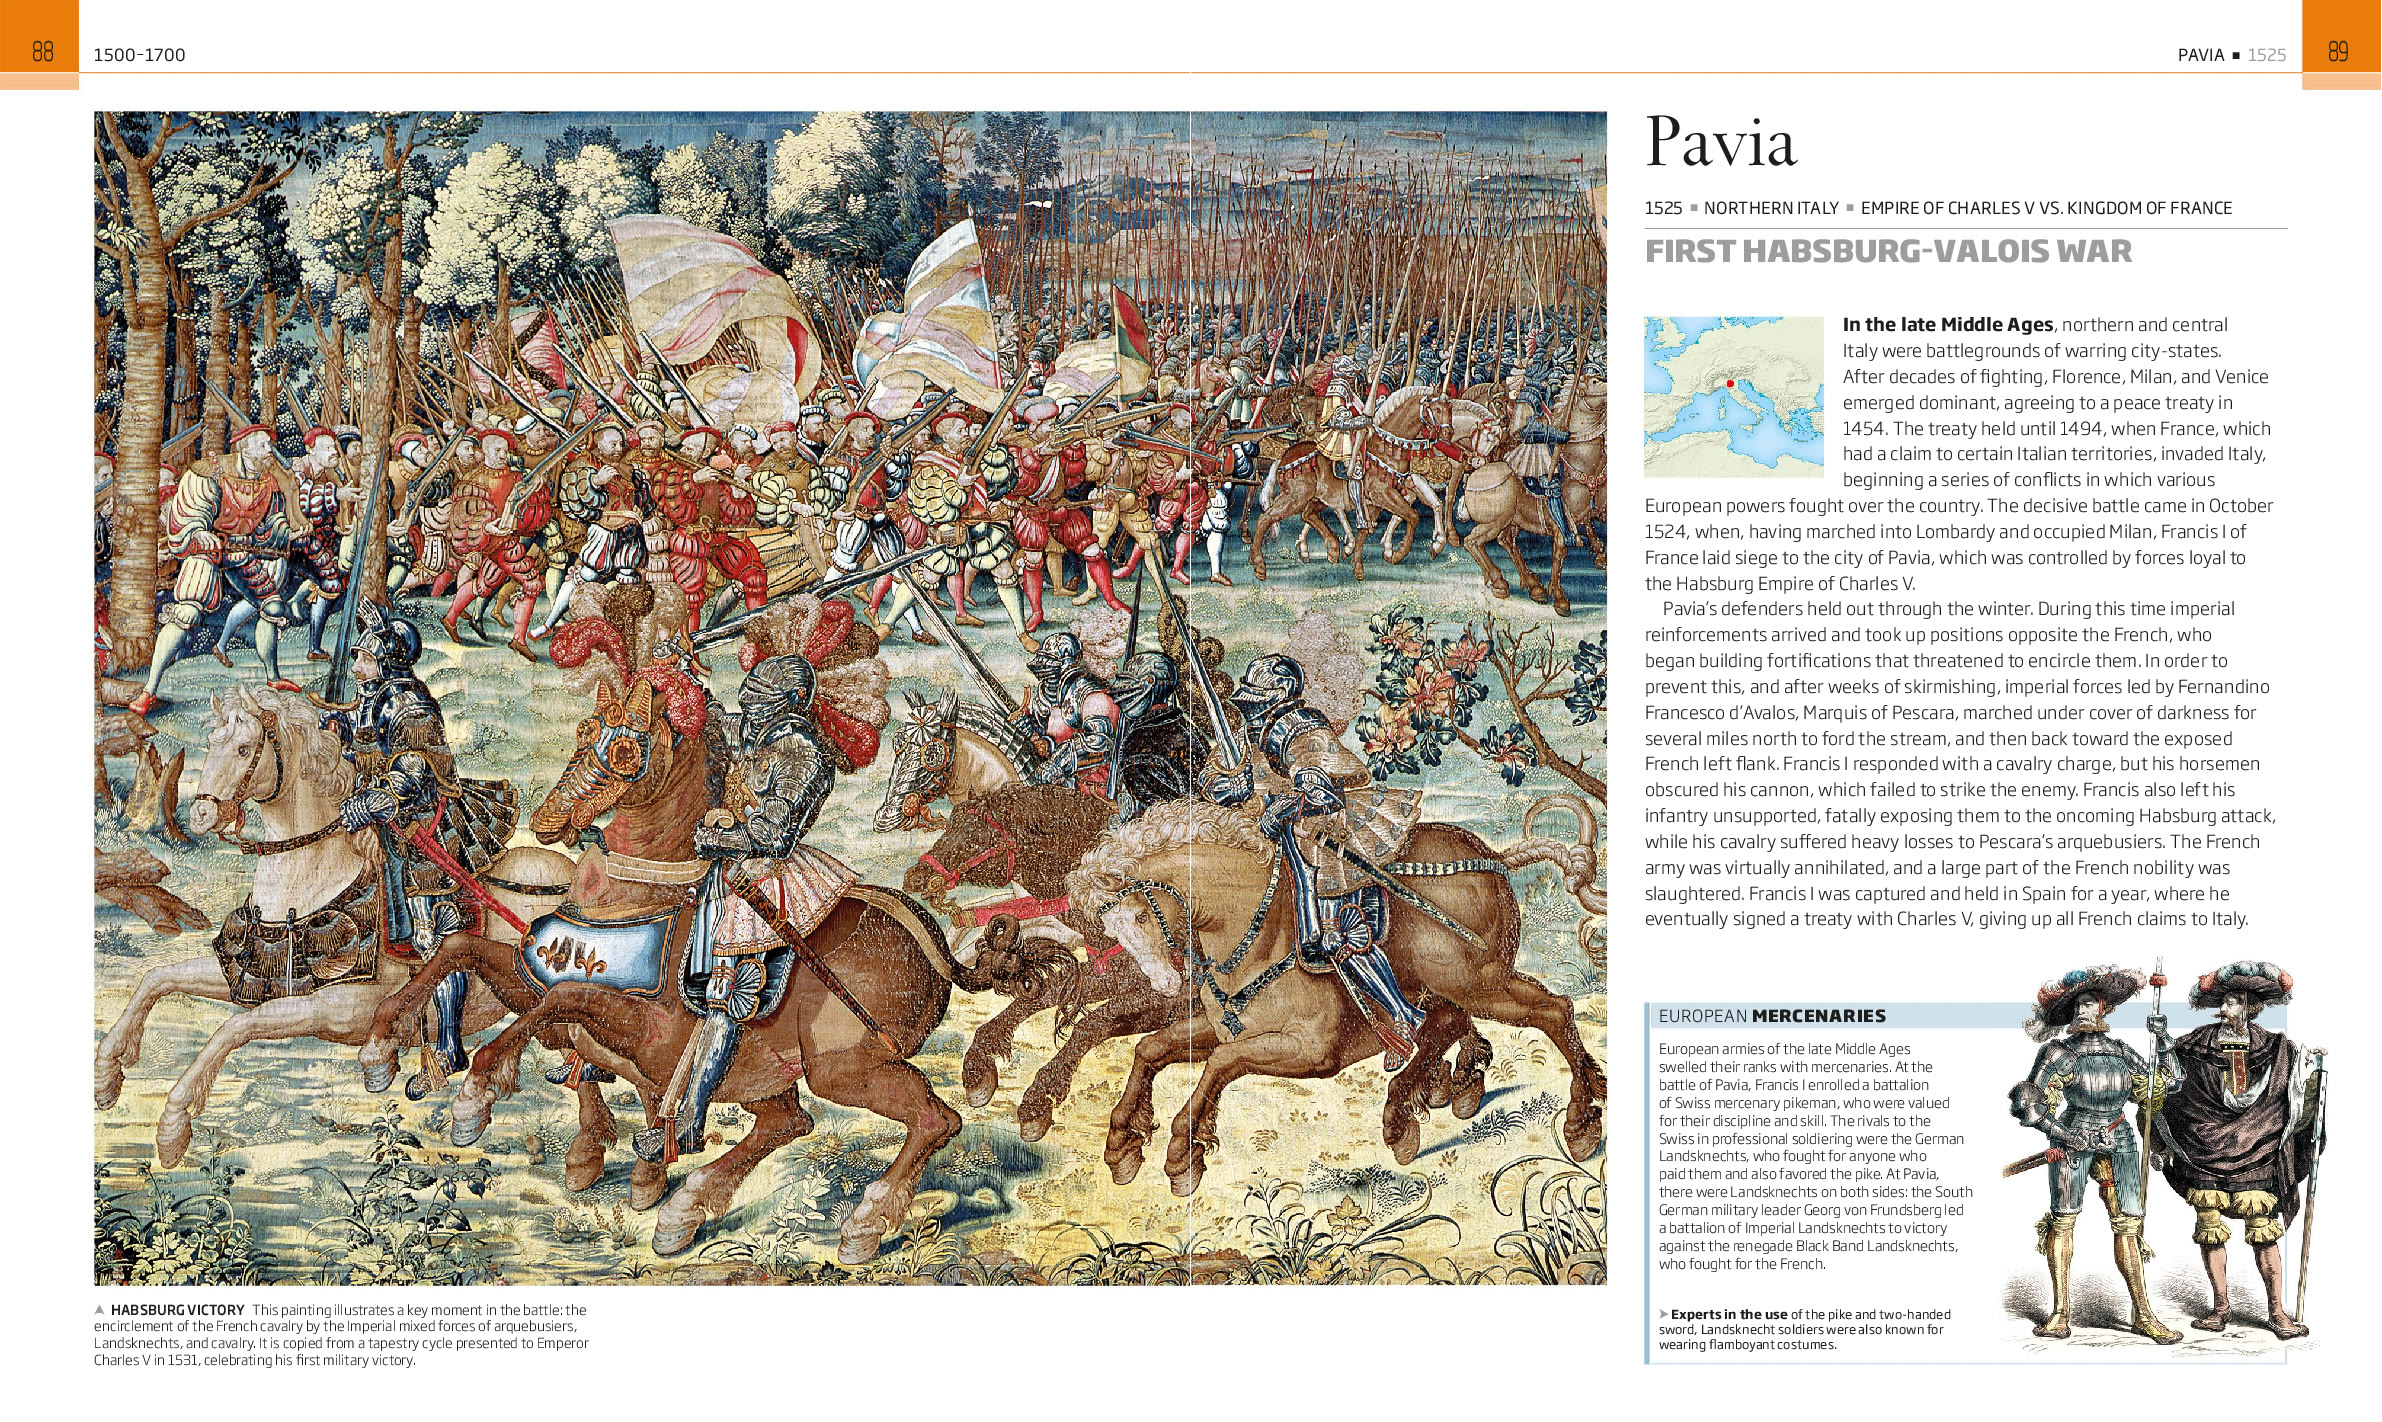 88
1500–1700
PAVIA ■ 1525
89
Pavia
1525 ■ NORTHERN ITALY ■ EMPIRE OF CHARLES V VS. KINGDOM OF FRANCE
FIRST HABSBURG-VALOIS WAR
In the late Middle Ages, northern and central
Italy were battlegrounds of warring city-states.
After decades of fighting, Florence, Milan, and Venice
emerged dominant, agreeing to a peace treaty in
1454. The treaty held until 1494, when France, which
had a claim to certain Italian territories, invaded Italy,
beginning a series of conflicts in which various
European powers fought over the country. The decisive battle came in October
1524, when, having marched into Lombardy and occupied Milan, Francis I of
France laid siege to the city of Pavia, which was controlled by forces loyal to
the Habsburg Empire of Charles V.
Pavia's defenders held out through the winter. During this time imperial
reinforcements arrived and took up positions opposite the French, who
began building fortifications that threatened to encircle them. In order to
prevent this, and after weeks of skirmishing, imperial forces led by Fernandino
Francesco d'Avalos, Marquis of Pescara, marched under cover of darkness for
several miles north to ford the stream, and then back toward the exposed
French left flank. Francis I responded with a cavalry charge, but his horsemen
obscured his cannon, which failed to strike the enemy. Francis also left his
infantry unsupported, fatally exposing them to the oncoming Habsburg attack,
while his cavalry suffered heavy losses to Pescara's arquebusiers. The French
army was virtually annihilated, and a large part of the French nobility was
slaughtered. Francis I was captured and held in Spain for a year, where he
eventually signed a treaty with Charles V, giving up all French claims to Italy.
EUROPEAN MERCENARIES
European armies of the late Middle Ages
swelled their ranks with mercenaries. At the
battle of Pavia, Francis I enrolled a battalion
of Swiss mercenary pikeman, who were valued
for their discipline and skill. The rivals to the
Swiss in professional soldiering were the German
Landsknechts, who fought for anyone who
paid them and also favored the pike. At Pavia,
there were Landsknechts on both sides: the South
German military leader Georg von Frundsberg led
a battalion of Imperial Landsknechts to victory
against the renegade Black Band Landsknechts,
who fought for the French.
➤ Experts in the use of the pike and two-handed
sword, Landsknecht soldiers were also known for
wearing flamboyant costumes.
▲ HABSBURG VICTORY This painting illustrates a key moment in the battle: the
encirclement of the French cavalry by the Imperial mixed forces of arquebusiers,
Landsknechts, and cavalry. It is copied from a tapestry cycle presented to Emperor
Charles V in 1531, celebrating his first military victory.